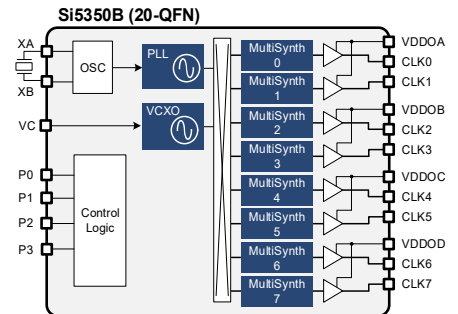 Si5350B (20-QFN)
XA
XB
OSC
PLL
VC
VCXO
P0
P1
P2
P3
Control
Logic
MultiSynth
0
MultiSynth
1
MultiSynth
2
MultiSynth
3
MultiSynth
4
MultiSynth
5
MultiSynth
6
MultiSynth
7
VDDOA
CLK0
CLK1
VDDOB
CLK2
CLK3
VDDOC
CLK4
CLK5
VDDOD
CLK6
CLK7